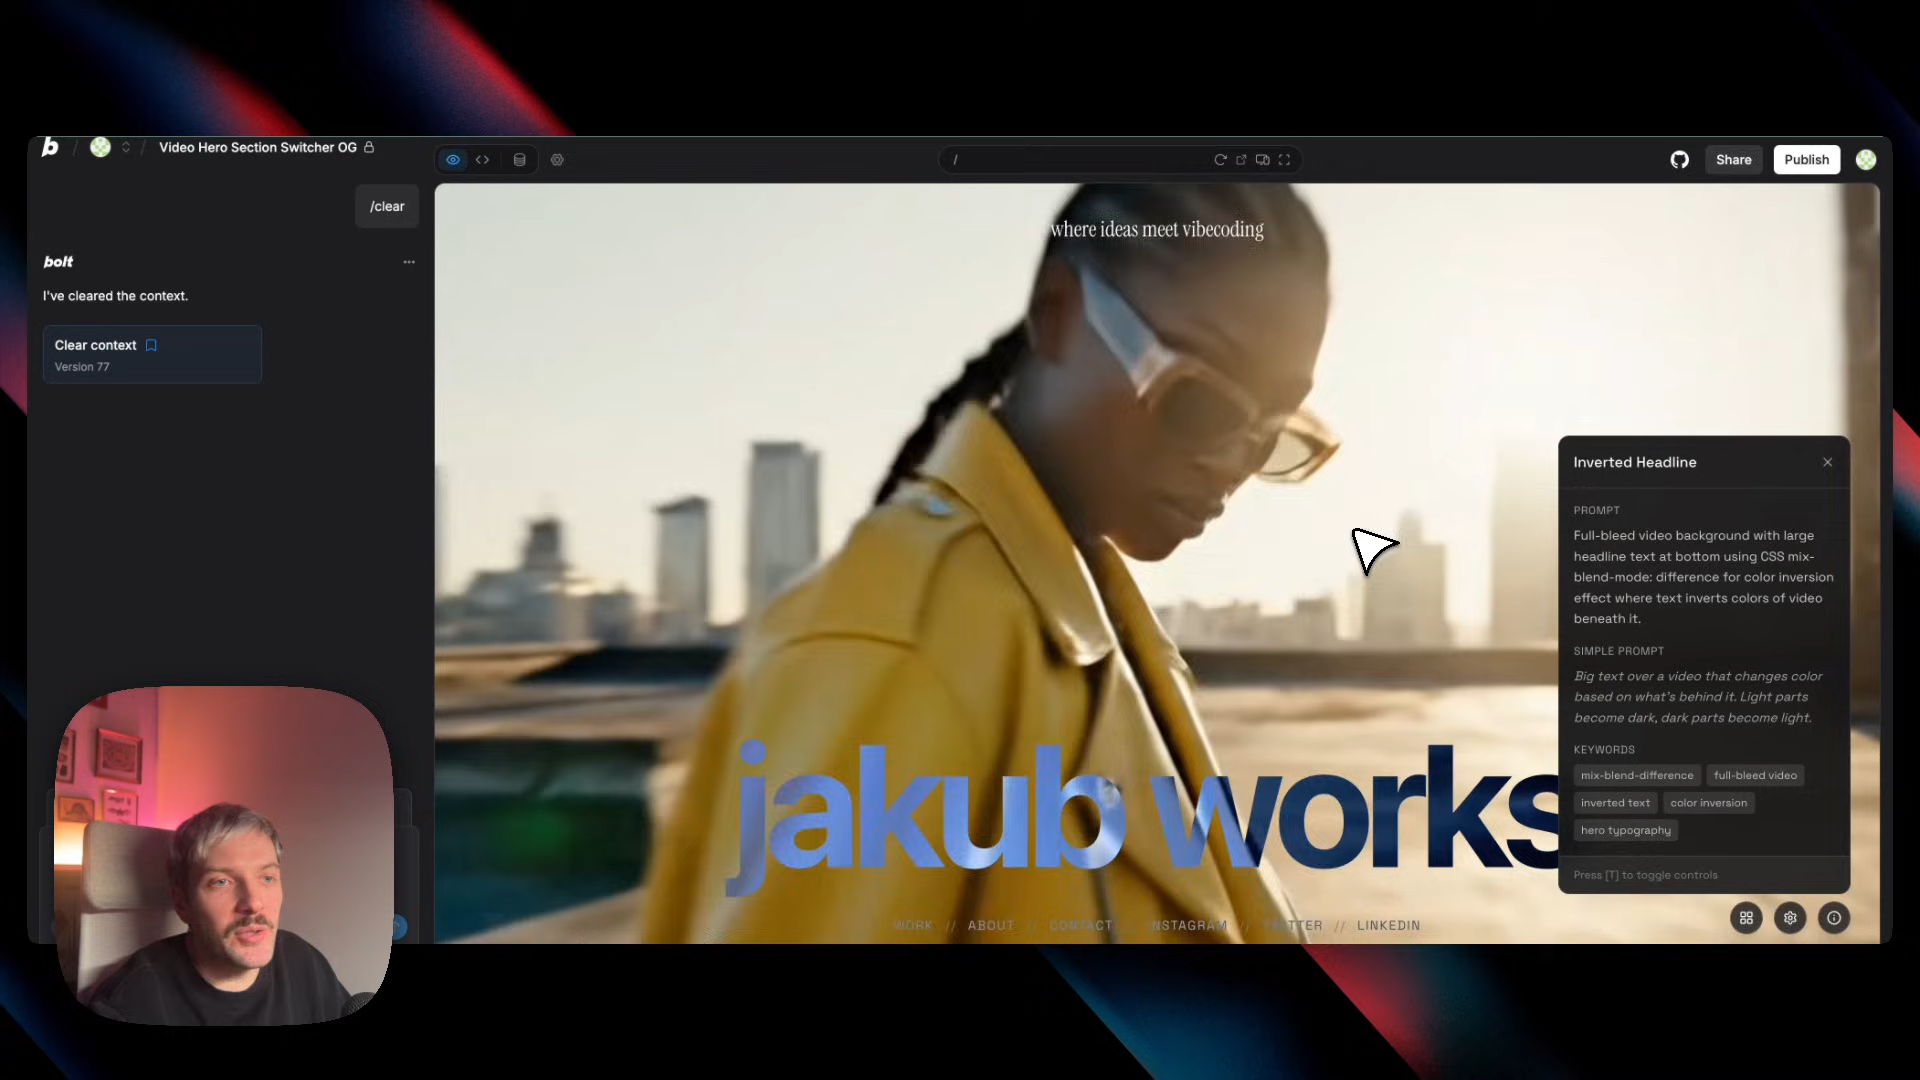 b / / Video Hero Section Switcher OG
/
Share
Publish
/clear
bolt
I've cleared the context.
Clear context
Version 77
where ideas meet vibecoding
jakub works
WORK // ABOUT // CONTACT // INSTAGRAM // TWITTER // LINKEDIN
Inverted Headline
PROMPT
Full-bleed video background with large
headline text at bottom using CSS mix-
blend-mode: difference for color inversion
effect where text inverts colors of video
beneath it.
SIMPLE PROMPT
Big text over a video that changes color
based on what's behind it. Light parts
become dark, dark parts become light.
KEYWORDS
mix-blend-difference full-bleed video
inverted text color inversion
hero typography
Press [T] to toggle controls